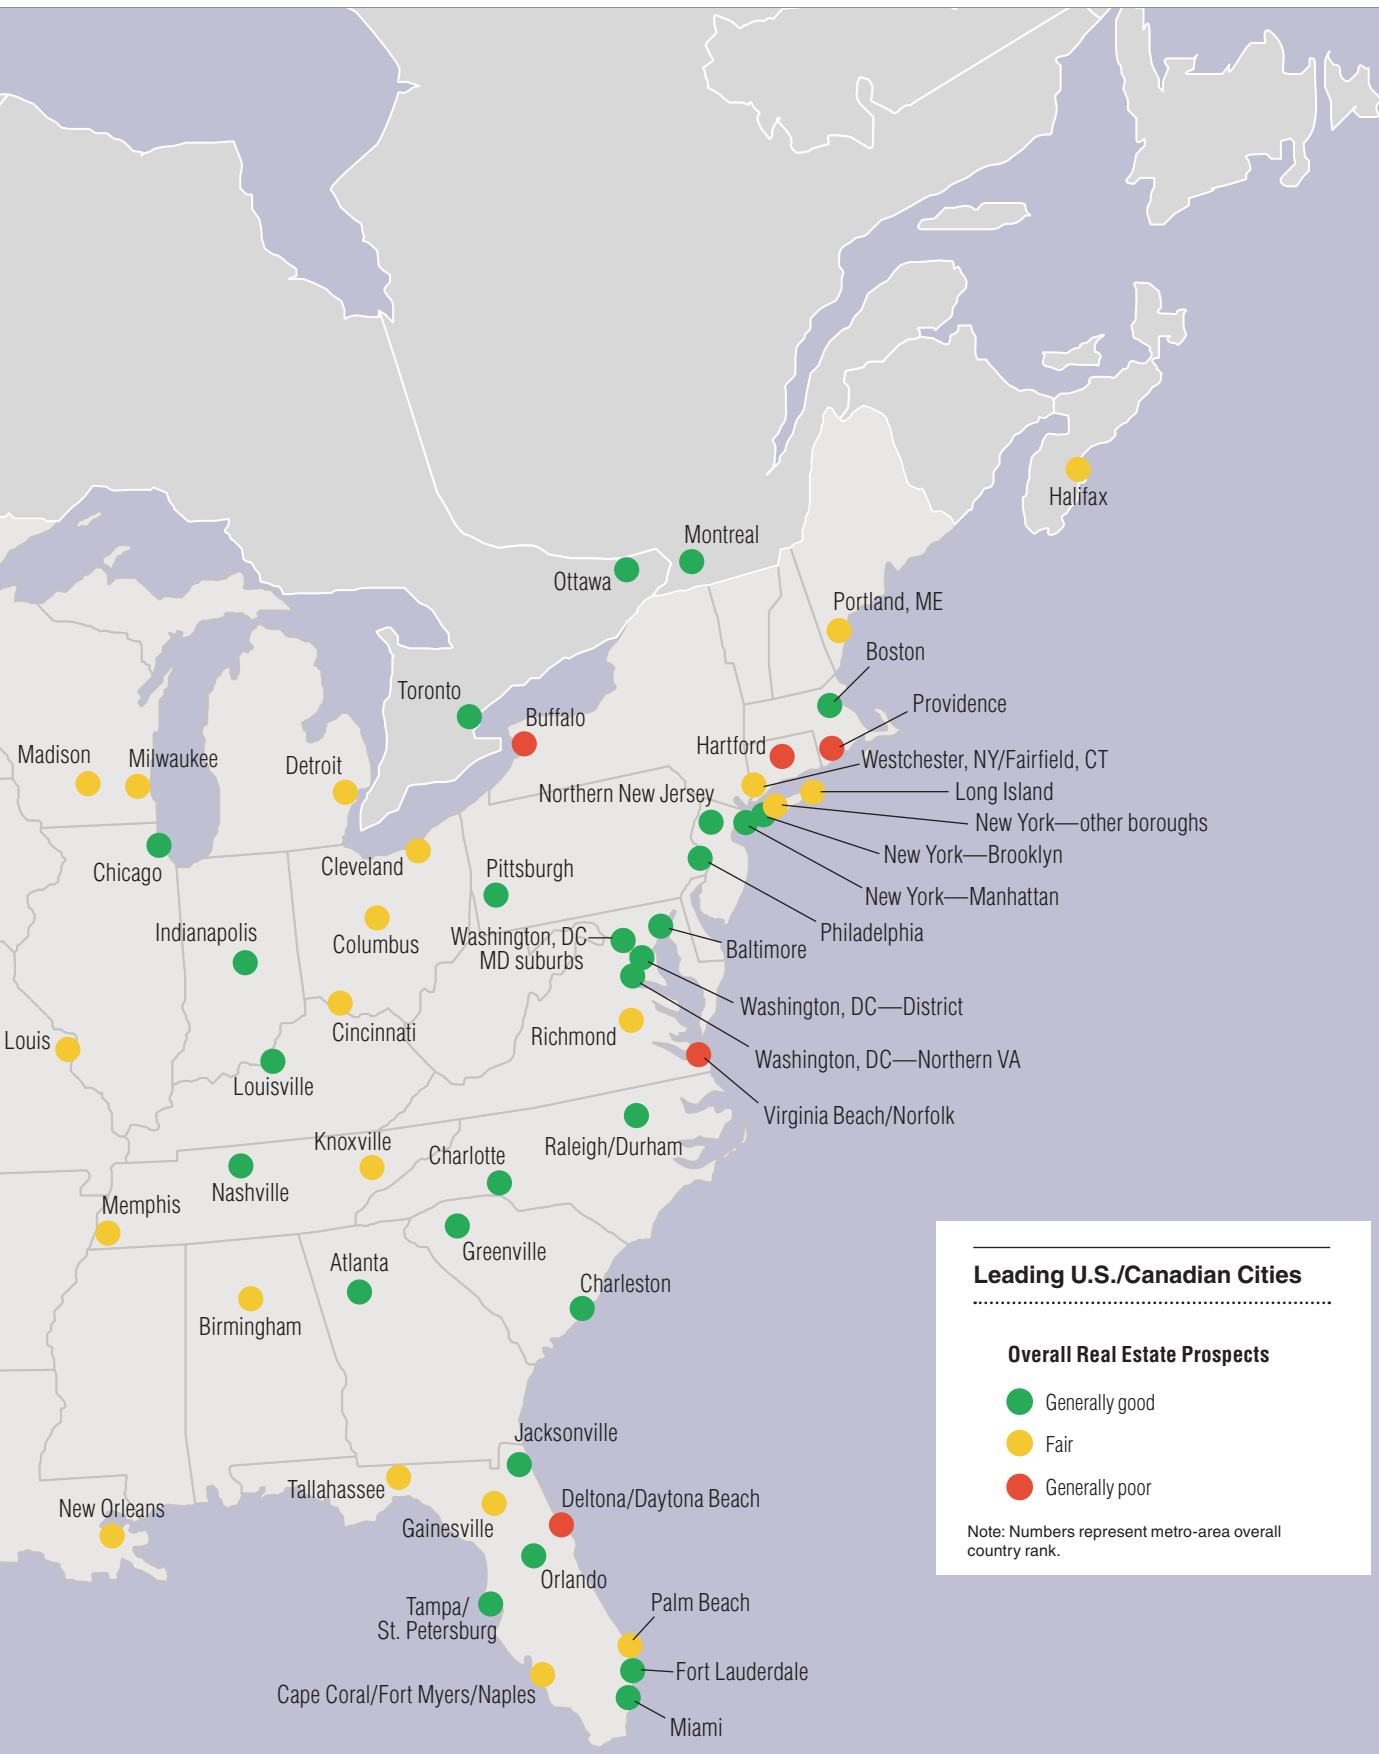 Halifax
Montreal
Ottawa
Portland, ME
Boston
Toronto
Providence
Buffalo
Hartford
Madison
Milwaukee
Detroit
Westchester, NY/Fairfield, CT
Long Island
Northern New Jersey
New York—other boroughs
New York—Brooklyn
Chicago
Cleveland
Pittsburgh
New York—Manhattan
Philadelphia
Indianapolis
Columbus
Washington, DC
MD suburbs
Baltimore
Washington, DC—District
Louis
Cincinnati
Richmond
Washington, DC—Northern VA
Louisville
Virginia Beach/Norfolk
Knoxville
Charlotte
Raleigh/Durham
Nashville
Memphis
Greenville
Atlanta
Charleston
Birmingham
Leading U.S./Canadian Cities
Overall Real Estate Prospects
Generally good
Fair
Generally poor
Note: Numbers represent metro-area overall
country rank.
Jacksonville
Tallahassee
Deltona/Daytona Beach
New Orleans
Gainesville
Orlando
Tampa/
St. Petersburg
Palm Beach
Fort Lauderdale
Cape Coral/Fort Myers/Naples
Miami